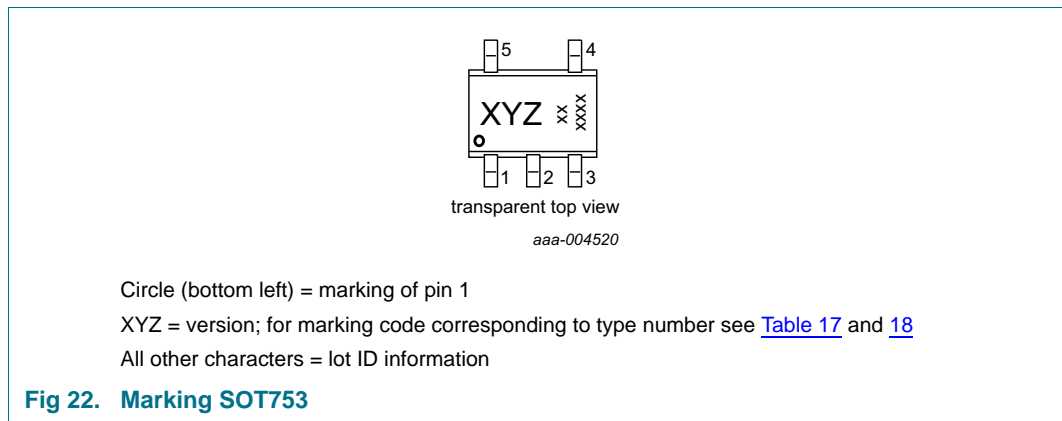 5 4
XYZ xx xxxx
1 2 3
transparent top view
aaa-004520
Circle (bottom left) = marking of pin 1
XYZ = version; for marking code corresponding to type number see Table 17 and 18
All other characters = lot ID information
Fig 22. Marking SOT753